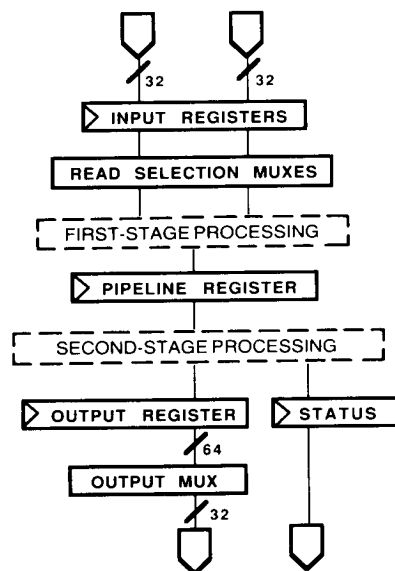 32 32
INPUT REGISTERS
READ SELECTION MUXES
FIRST-STAGE PROCESSING
PIPELINE REGISTER
SECOND-STAGE PROCESSING
OUTPUT REGISTER STATUS
64
OUTPUT MUX
32